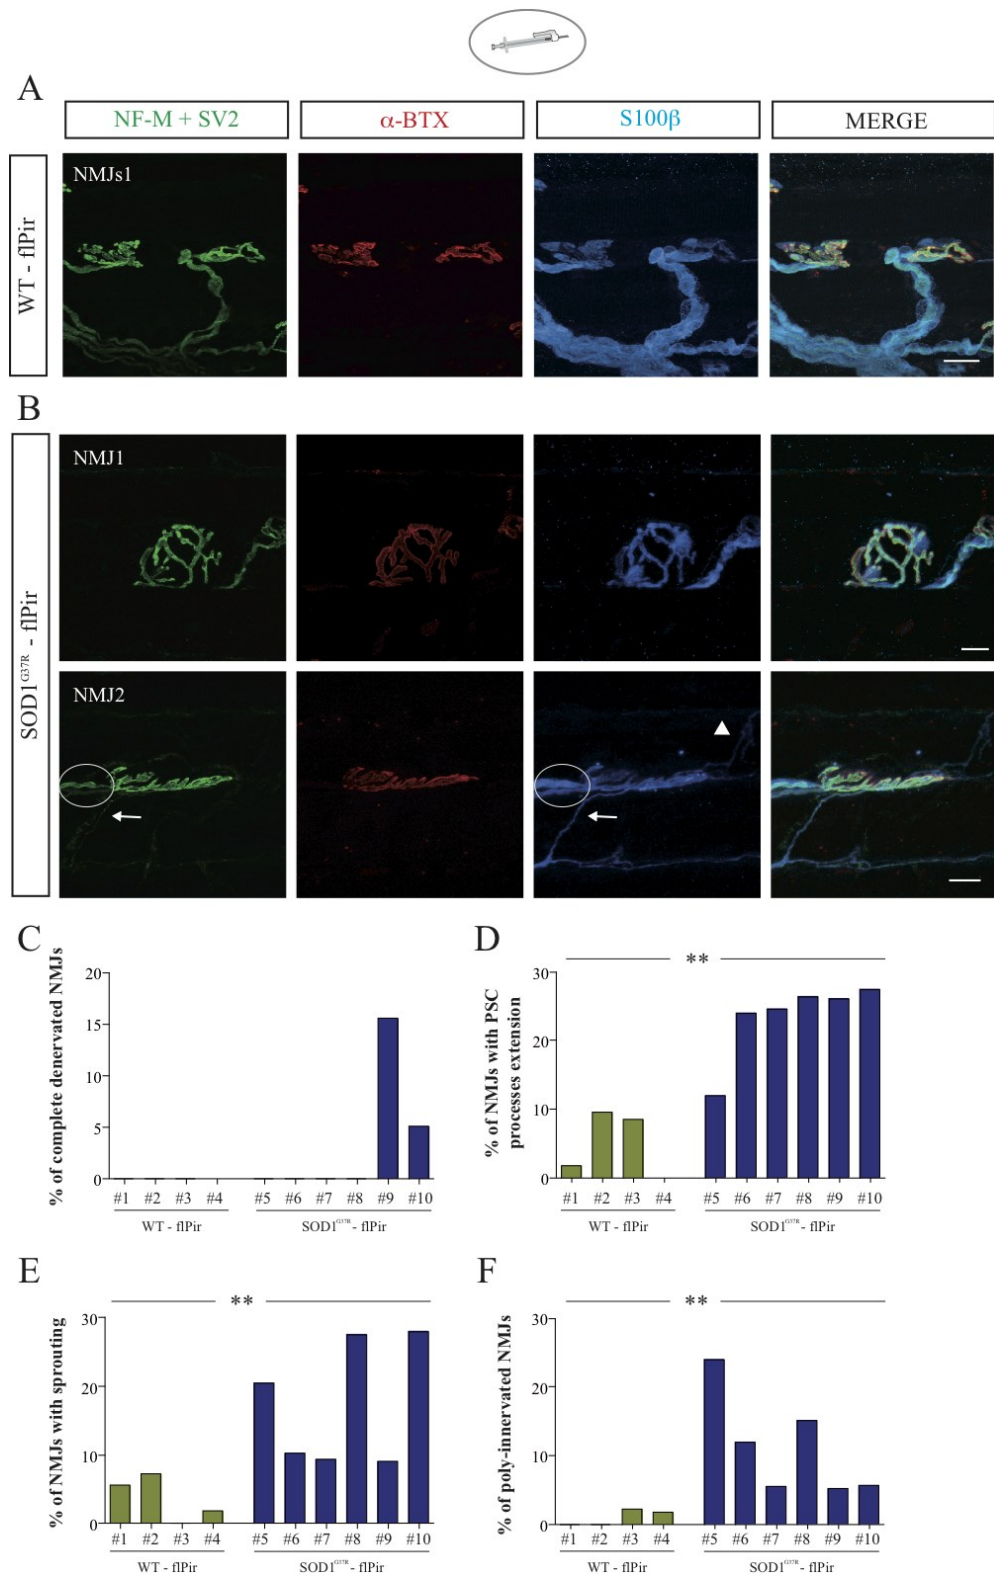 A
NF-M + SV2
α-BTX
S100β
MERGE
WT - flPir
NMJs1
B
SOD1G37R - flPir
NMJ1
NMJ2
C
% of complete denervated NMJs
20
15
10
5
0
#1 #2 #3 #4 #5 #6 #7 #8 #9 #10
WT - flPir
SOD1G37R - flPir
D
**
% of NMJs with PSC
processes extension
30
20
10
0
#1 #2 #3 #4 #5 #6 #7 #8 #9 #10
WT - flPir
SOD1G37R - flPir
E
**
% of NMJs with sprouting
30
20
10
0
#1 #2 #3 #4 #5 #6 #7 #8 #9 #10
WT - flPir
SOD1G37R - flPir
F
**
% of poly-innervated NMJs
30
20
10
0
#1 #2 #3 #4 #5 #6 #7 #8 #9 #10
WT - flPir
SOD1G37R - flPir